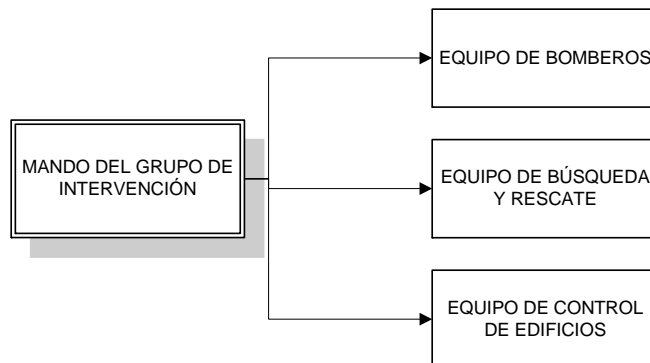 MANDO DEL GRUPO DE
INTERVENCIÓN
EQUIPO DE BOMBEROS
EQUIPO DE BÚSQUEDA
Y RESCATE
EQUIPO DE CONTROL
DE EDIFICIOS